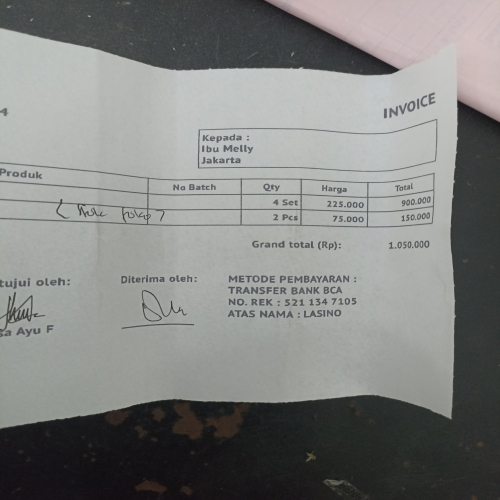 4
INVOICE
Kepada :
Ibu Melly
Jakarta
Produk No Batch Qty Harga Total
4 Set 225.000 900.000
2 Pcs 75.000 150.000
Grand total (Rp): 1.050.000
tujui oleh: Diterima oleh:
sa Ayu F
METODE PEMBAYARAN :
TRANSFER BANK BCA
NO. REK : 521 134 7105
ATAS NAMA : LASINO